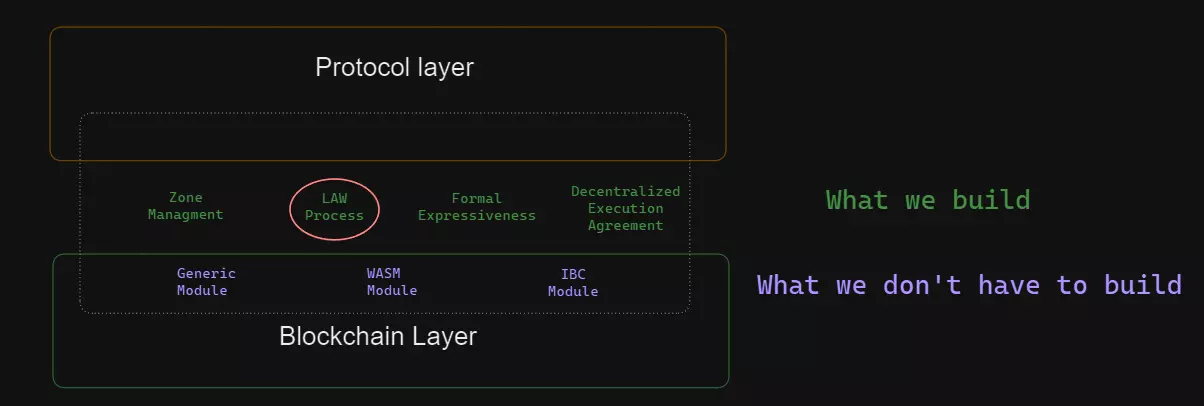 Protocol layer
Zone
Managment
LAW
Process
Formal
Expressiveness
Decentralized
Execution
Agreement
What we build
Generic
Module
WASM
Module
IBC
Module
What we don't have to build
Blockchain Layer